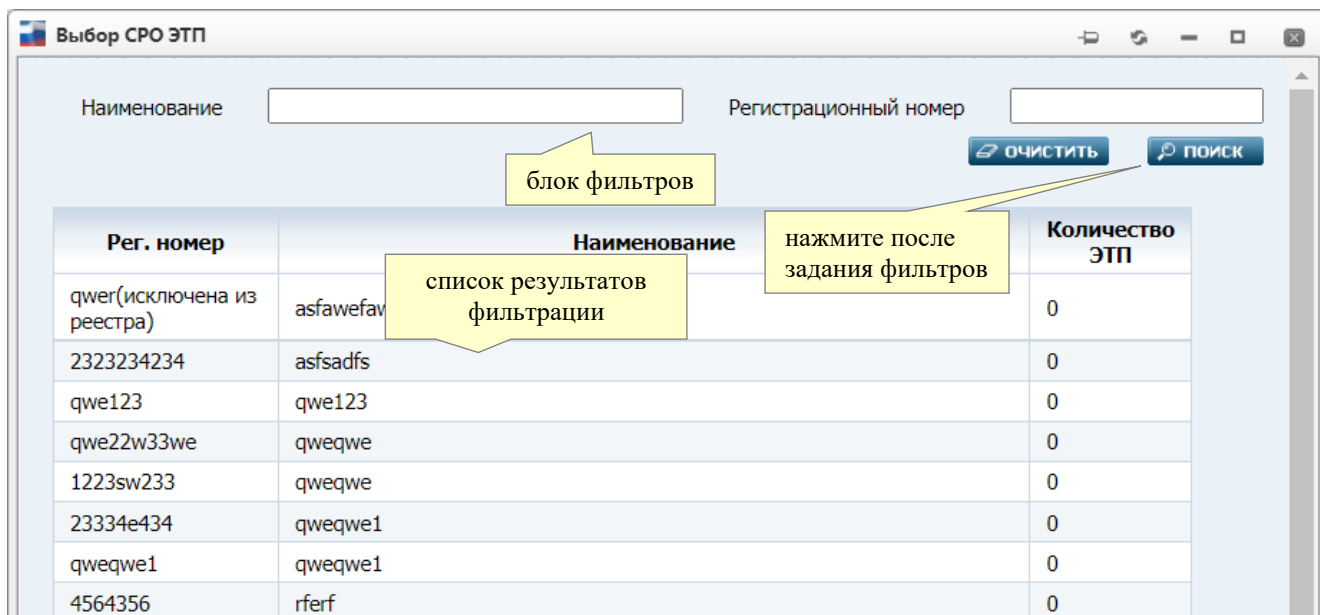 Выбор СРО ЭТП
Наименование
Регистрационный номер
ОЧИСТИТЬ
ПОИСК
блок фильтров
нажмите после
задания фильтров
Рег. номер
Наименование
Количество
ЭТП
список результатов
фильтрации
qwer(исключена из
реестра)
0
2323234234 asfsadfs 0
qwe123 qwe123 0
qwe22w33we qweqwe 0
1223sw233 qweqwe 0
23334e434 qweqwe1 0
qweqwe1 qweqwe1 0
4564356 rferf 0